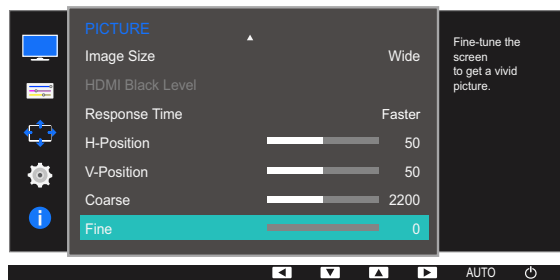 PICTURE
Image Size Wide
HDMI Black Level
Response Time Faster
H-Position 50
V-Position 50
Coarse 2200
Fine 0
Fine-tune the
screen
to get a vivid
picture.
AUTO